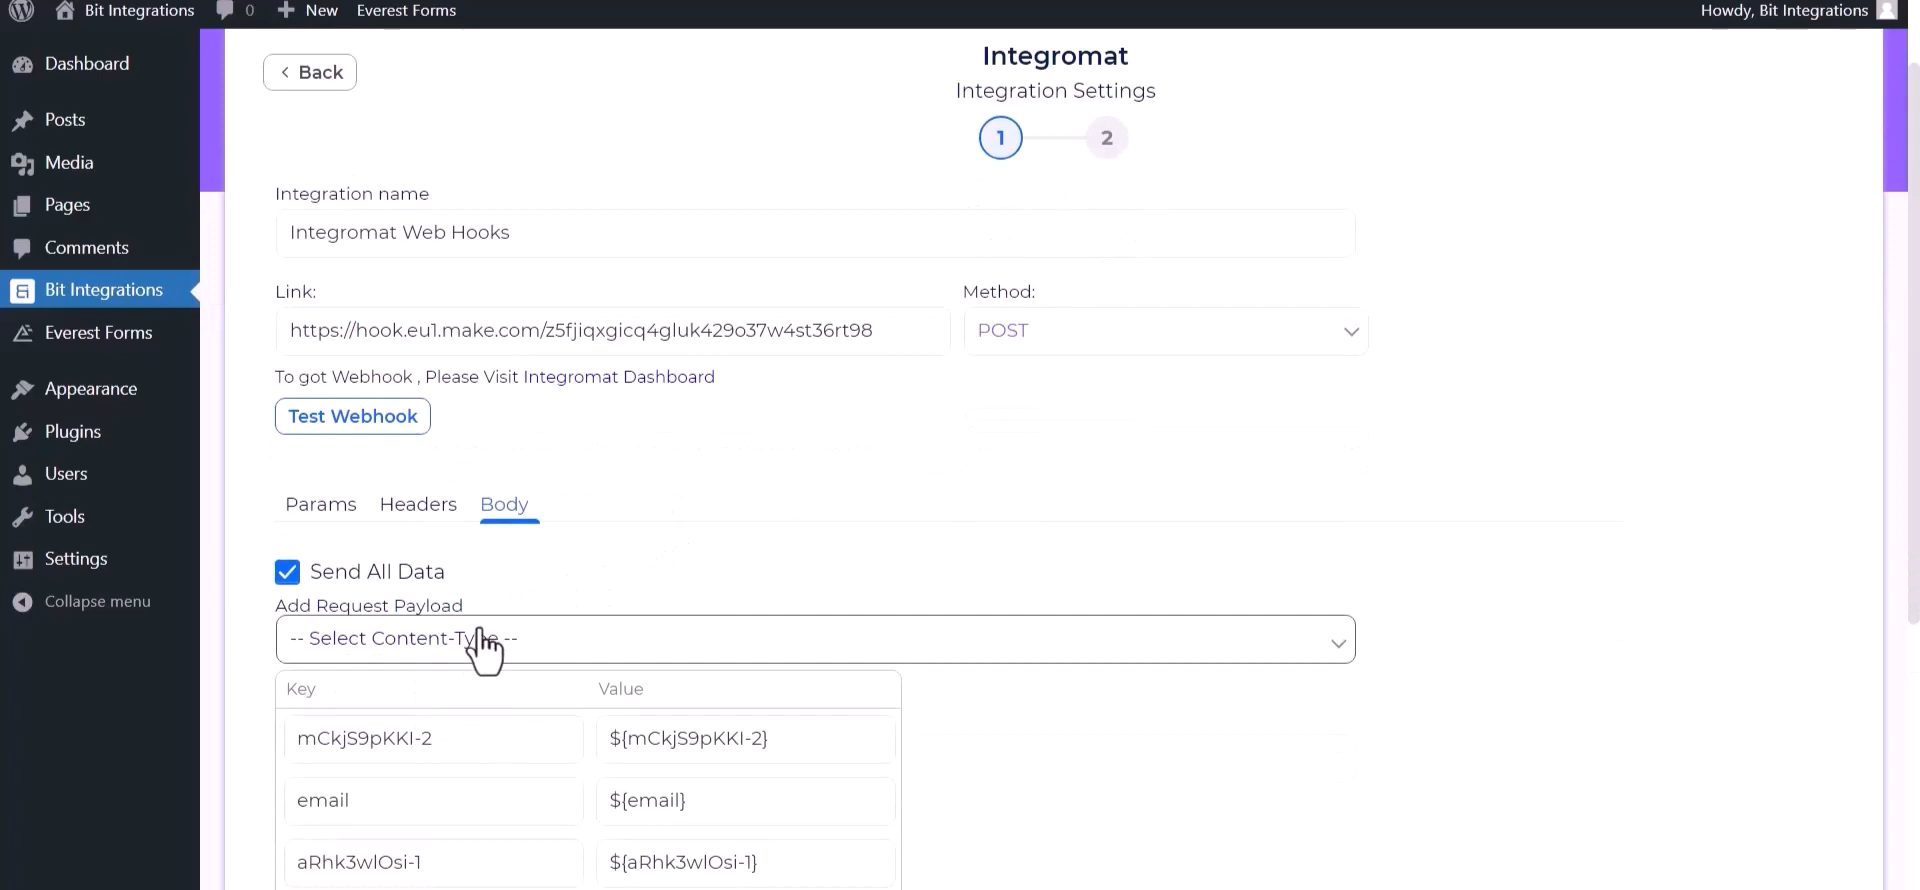 Bit Integrations 0 New Everest Forms Howdy, Bit Integrations
Dashboard
Posts
Media
Pages
Comments
Bit Integrations
Everest Forms
Appearance
Plugins
Users
Tools
Settings
Collapse menu
Back
Integromat
Integration Settings
1 2
Integration name
Integromat Web Hooks
Link: Method:
https://hook.eu1.make.com/z5fjiqxgicq4gluk429o37w4st36rt98 POST
To got Webhook , Please Visit Integromat Dashboard
Test Webhook
Params Headers Body
Send All Data
Add Request Payload
-- Select Content-Type --
Key Value
mCkjS9pKKI-2 ${mCkjS9pKKI-2}
email ${email}
aRhk3wlOsi-1 ${aRhk3wlOsi-1}